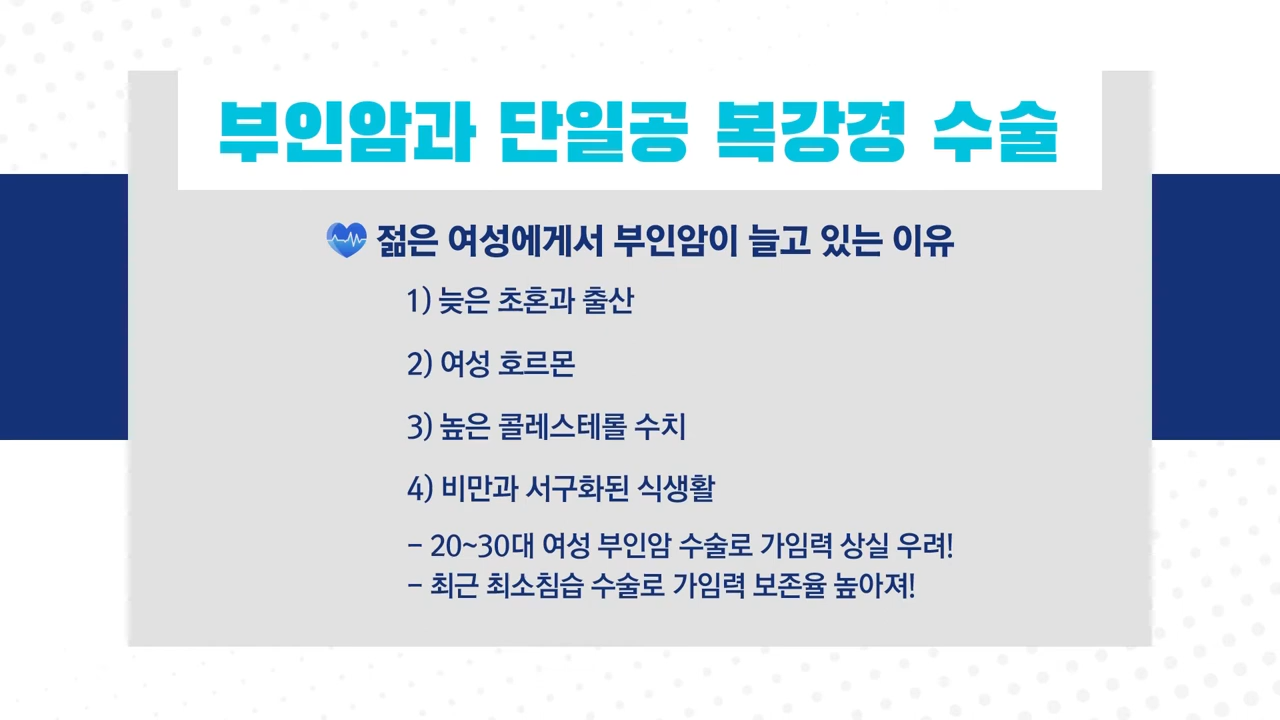 부인암과 단일공 복강경 수술
젊은 여성에게서 부인암이 늘고 있는 이유
1) 늦은 초혼과 출산
2) 여성 호르몬
3) 높은 콜레스테롤 수치
4) 비만과 서구화된 식생활
- 20~30대 여성 부인암 수술로 가임력 상실 우려!
- 최근 최소침습 수술로 가임력 보존율 높아져!